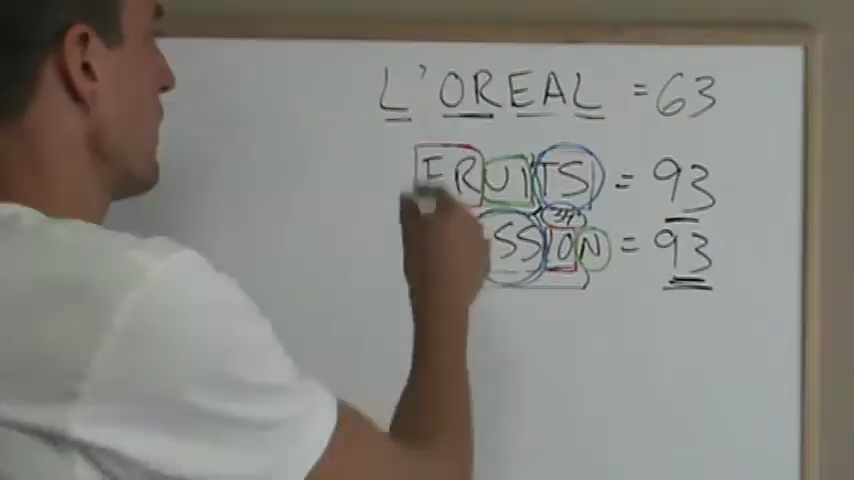 L'OREAL = 63
FRUITS = 93
SSION = 93